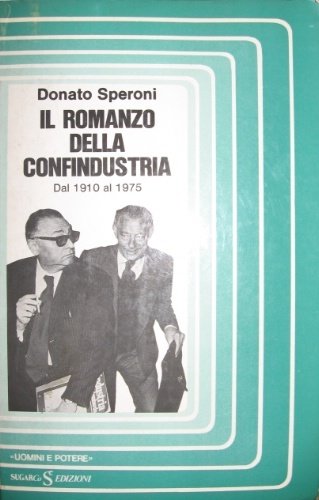 Donato Speroni
IL ROMANZO
DELLA
CONFINDUSTRIA
Dal 1910 al 1975
«UOMINI E POTERE»
SUGARCo S EDIZIONI